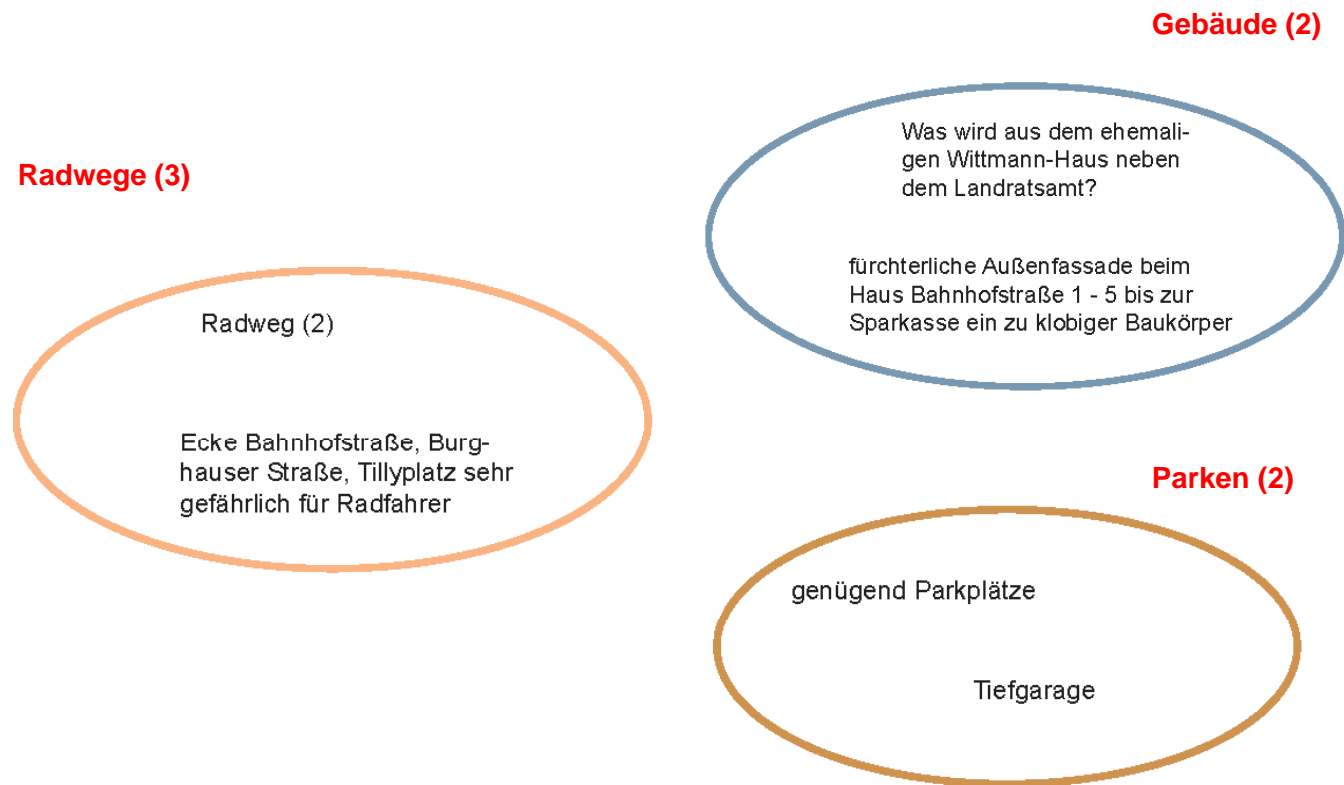 Gebäude (2)
Was wird aus dem ehemali-
gen Wittmann-Haus neben
dem Landratsamt?
fürchterliche Außenfassade beim
Haus Bahnhofstraße 1 - 5 bis zur
Sparkasse ein zu klobiger Baukörper
Radwege (3)
Radweg (2)
Ecke Bahnhofstraße, Burg-
hauser Straße, Tillyplatz sehr
gefährlich für Radfahrer
Parken (2)
genügend Parkplätze
Tiefgarage